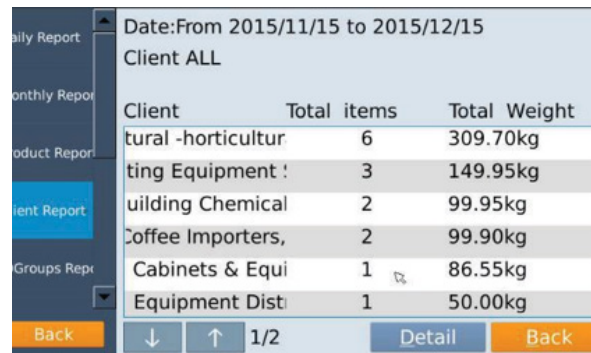 aily Report
onthly Repor
roduct Repor
ient Report
Groups Repo
Back
Date:From 2015/11/15 to 2015/12/15
Client ALL
Client Total items Total Weight
tural -horticultur 6 309.70kg
ting Equipment 3 149.95kg
uilding Chemical 2 99.95kg
Coffee Importers, 2 99.90kg
Cabinets & Equi 1 86.55kg
Equipment Dist 1 50.00kg
↓ ↑ 1/2 Detail Back